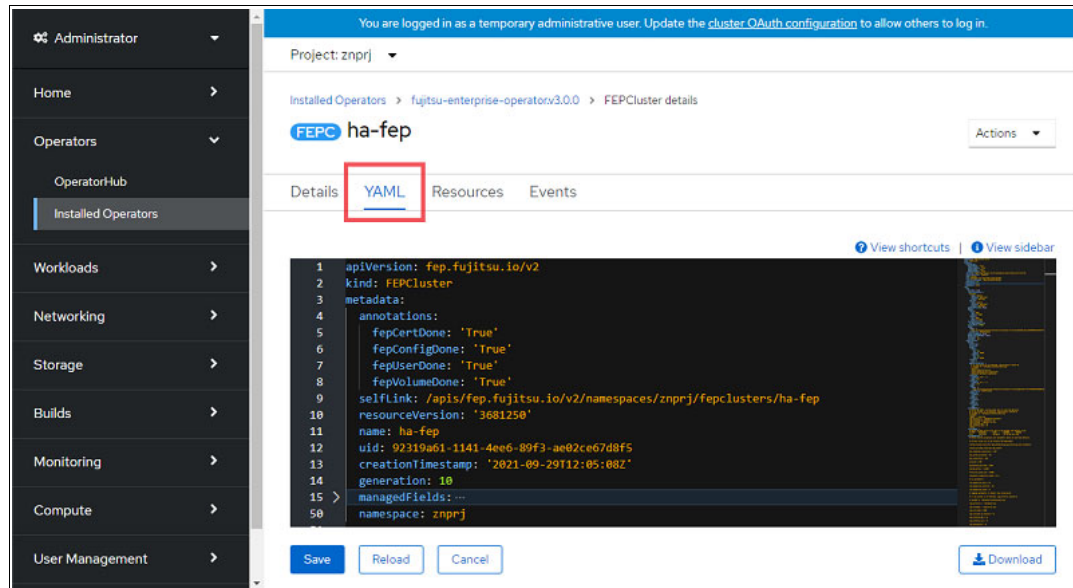 You are logged in as a temporary administrative user. Update the cluster OAuth configuration to allow others to log in.
Administrator
Project: znprj
Home
Operators
OperatorHub
Installed Operators
Workloads
Networking
Storage
Builds
Monitoring
Compute
User Management
Installed Operators > fujitsu-enterprise-operator.v3.0.0 > FEPCluster details
FEPC ha-fep
Actions
Details YAML Resources Events
View shortcuts | View sidebar
1 apiVersion: fep.fujitsu.io/v2
2 kind: FEPCluster
3 metadata:
4 annotations:
5 fepCertDone: 'True'
6 fepConfigDone: 'True'
7 fepUserDone: 'True'
8 fepVolumeDone: 'True'
9 selfLink: /apis/fep.fujitsu.io/v2/namespaces/znprj/fepclusters/ha-fep
10 resourceVersion: '3681250'
11 name: ha-fep
12 uid: 92319a61-1141-4ee6-89f3-ae02ce67d8f5
13 creationTimestamp: '2021-09-29T12:05:08Z'
14 generation: 10
15 > managedFields: ...
50 namespace: znprj
Save Reload Cancel Download